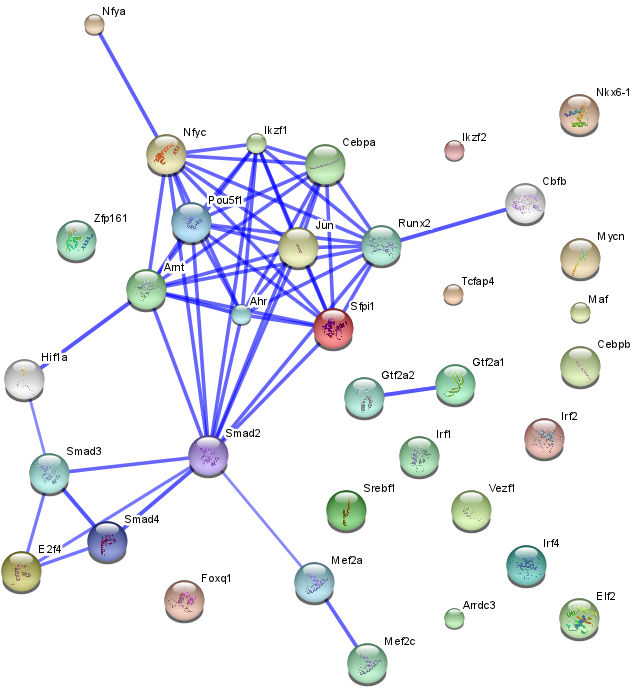 Nfya
Nkx6-1
Nfyc
Ikzf1
Cebpa
Ikzf2
Pou5f1
Cbfb
Zfp161
Jun
Runx2
Mycn
Arnt
Ahr
Sfpi1
Tcfap4
Maf
Hif1a
Gtf2a2
Gtf2a1
Cebpb
Smad3
Smad2
Irf1
Irf2
Smad4
Srebf1
Vezf1
E2f4
Foxq1
Mef2a
Irf4
Arrdc3
Elf2
Mef2c